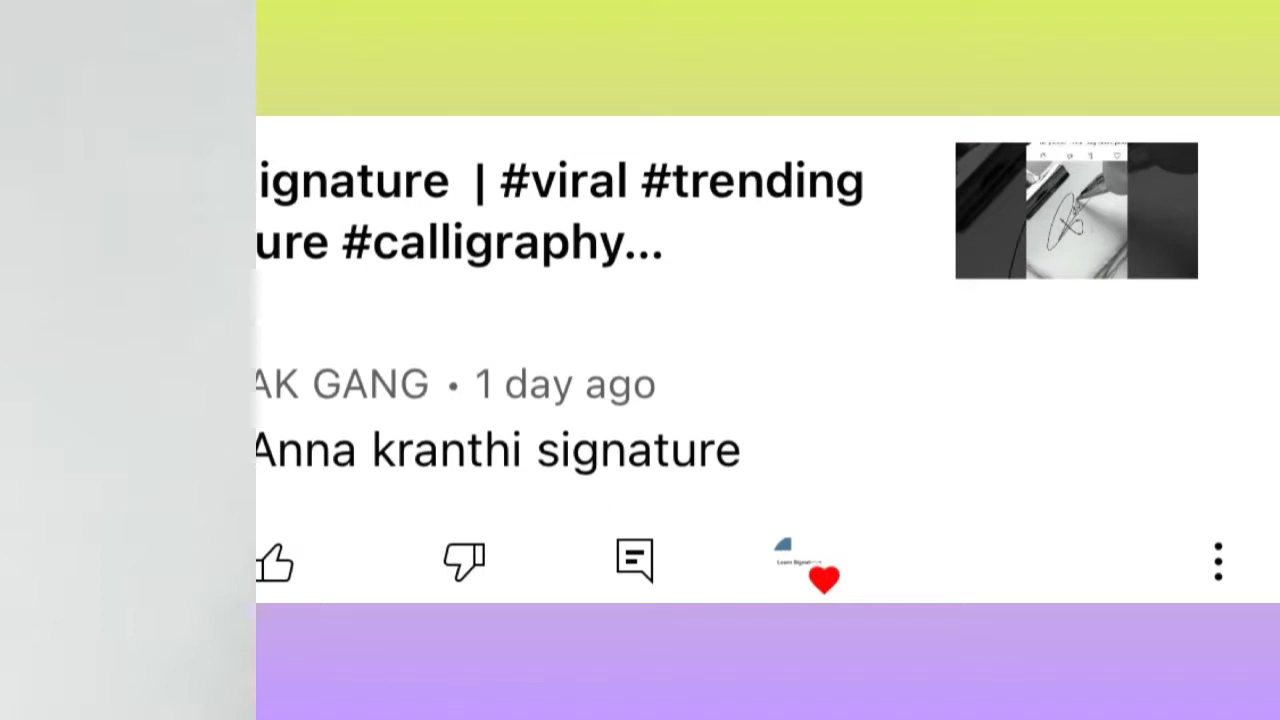 ignature | #viral #trending
ure #calligraphy...
AK GANG • 1 day ago
Anna kranthi signature